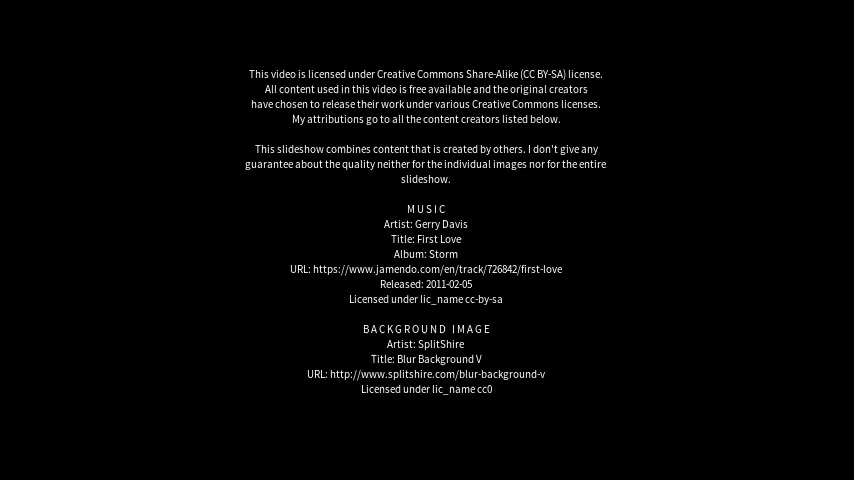 This video is licensed under Creative Commons Share-Alike (CC BY-SA) license.
All content used in this video is free available and the original creators
have chosen to release their work under various Creative Commons licenses.
My attributions go to all the content creators listed below.
This slideshow combines content that is created by others. I don't give any
guarantee about the quality neither for the individual images nor for the entire
slideshow.
MUSIC
Artist: Gerry Davis
Title: First Love
Album: Storm
URL: https://www.jamendo.com/en/track/726842/first-love
Released: 2011-02-05
Licensed under lic_name cc-by-sa
BACKGROUND IMAGE
Artist: SplitShire
Title: Blur Background V
URL: http://www.splitshire.com/blur-background-v
Licensed under lic_name cc0